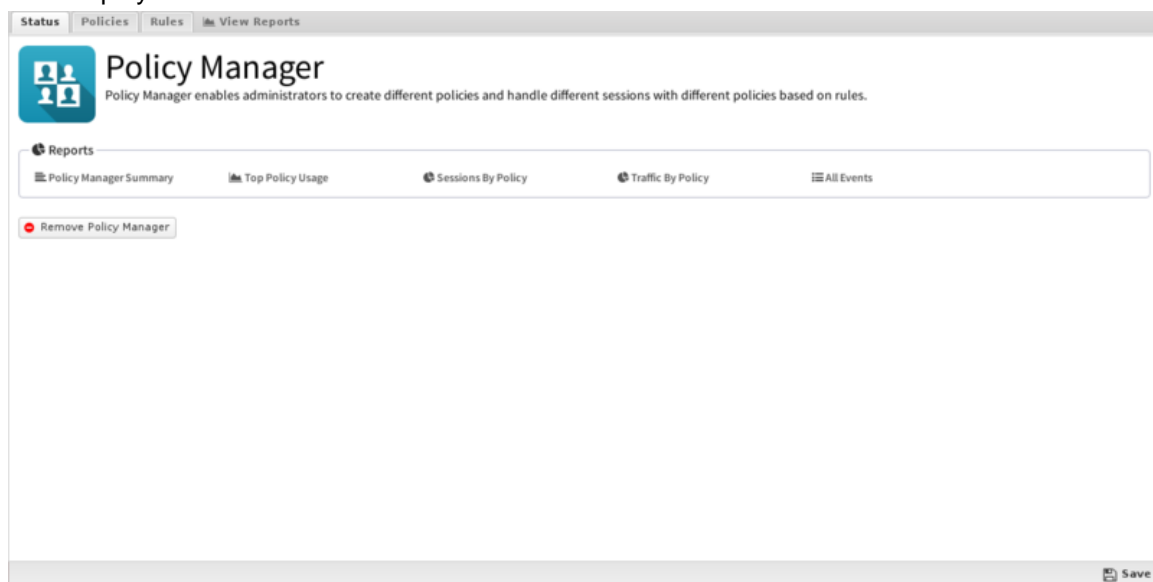 Status Policies Rules View Reports
Policy Manager
Policy Manager enables administrators to create different policies and handle different sessions with different policies based on rules.
Reports
Policy Manager Summary Top Policy Usage Sessions By Policy Traffic By Policy All Events
Remove Policy Manager
Save